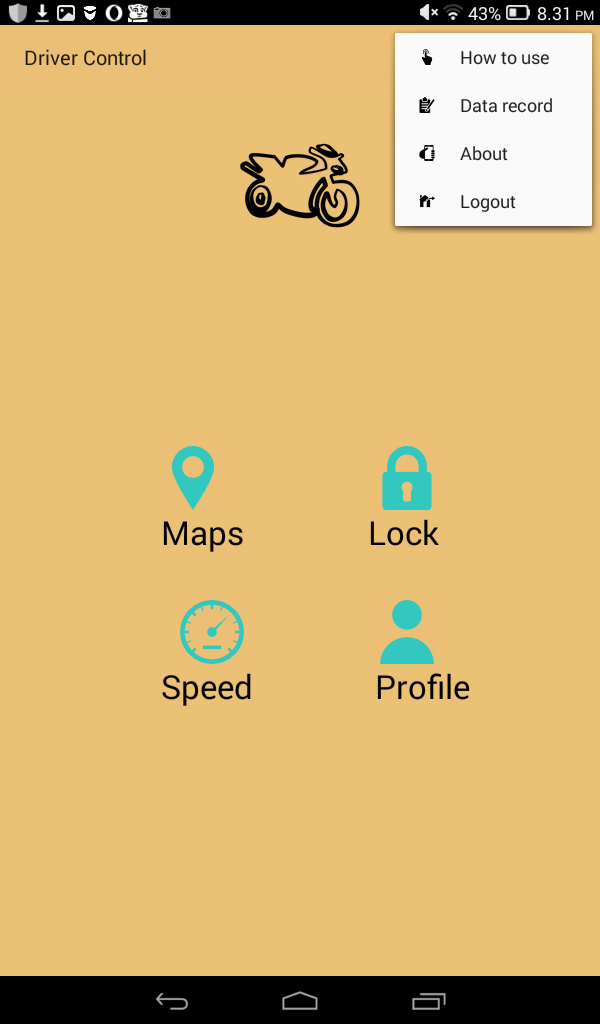 43% 8.31 PM
Driver Control
How to use
Data record
About
Logout
Maps
Lock
Speed
Profile